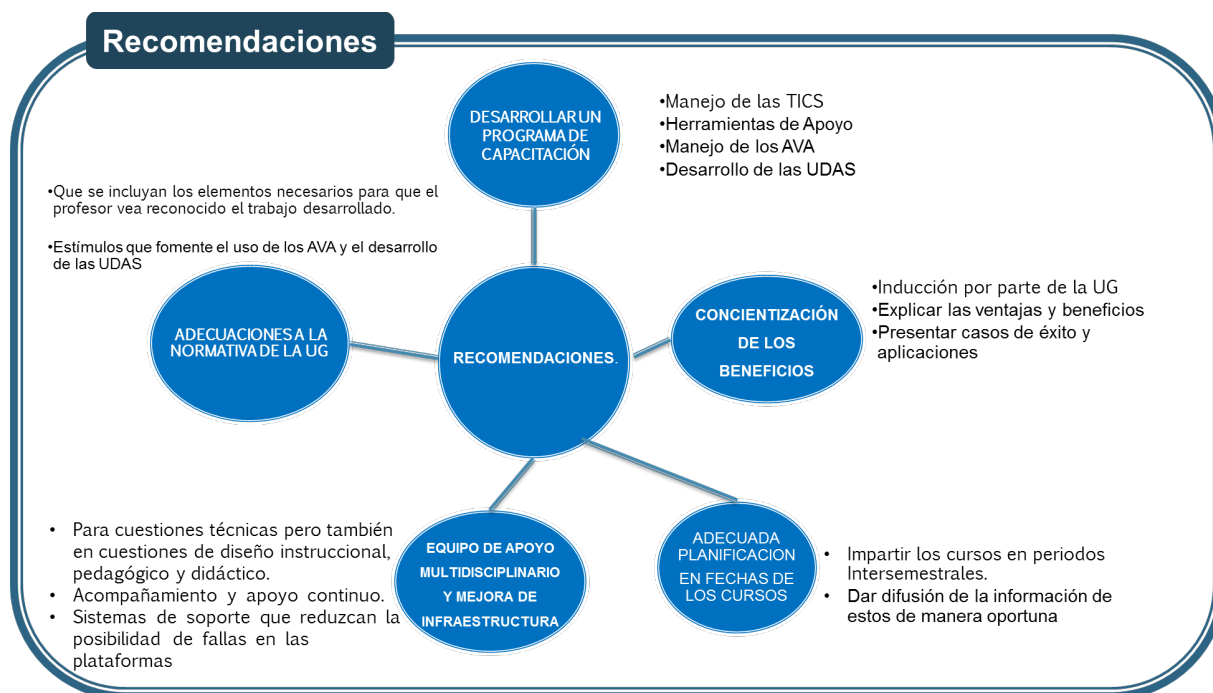 Recomendaciones
DESARROLLAR UN
PROGRAMA DE
CAPACITACIÓN
•Manejo de las TICS
•Herramientas de Apoyo
•Manejo de los AVA
•Desarrollo de las UDAS
•Que se incluyan los elementos necesarios para que el
profesor vea reconocido el trabajo desarrollado.
•Estímulos que fomente el uso de los AVA y el desarrollo
de las UDAS
ADECUACIONES A LA
NORMATIVA DE LA UG
RECOMENDACIONES.
CONCIENTIZACIÓN
DE LOS
BENEFICIOS
•Inducción por parte de la UG
•Explicar las ventajas y beneficios
•Presentar casos de éxito y
aplicaciones
• Para cuestiones técnicas pero también
en cuestiones de diseño instruccional,
pedagógico y didáctico.
• Acompañamiento y apoyo continuo.
• Sistemas de soporte que reduzcan la
posibilidad de fallas en las
plataformas
EQUIPO DE APOYO
MULTIDISCIPLINARIO
Y MEJORA DE
INFRAESTRUCTURA
ADECUADA
PLANIFICACION
EN FECHAS DE
LOS CURSOS
• Impartir los cursos en periodos
Intersemestrales.
• Dar difusión de la información de
estos de manera oportuna